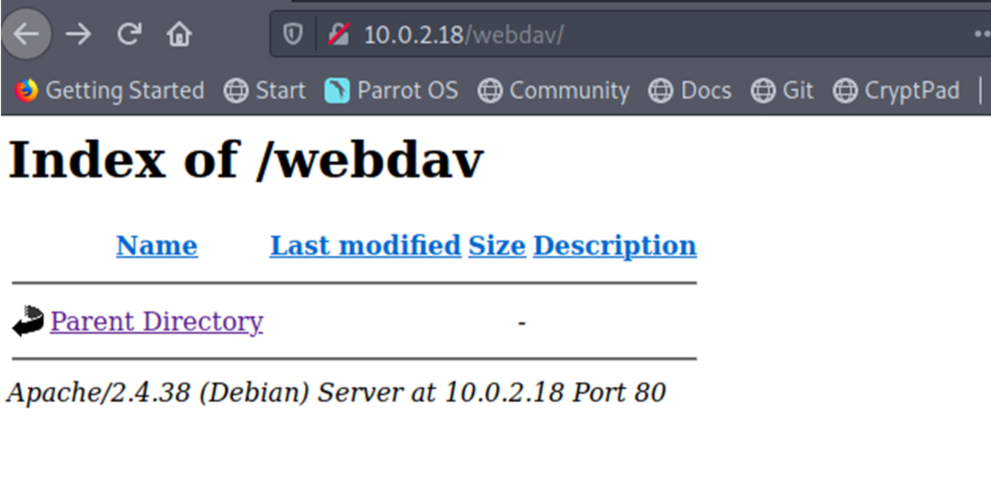 10.0.2.18/webdav/
Getting Started Start Parrot OS Community Docs Git CryptPad
Index of /webdav
Name Last modified Size Description
Parent Directory -
Apache/2.4.38 (Debian) Server at 10.0.2.18 Port 80